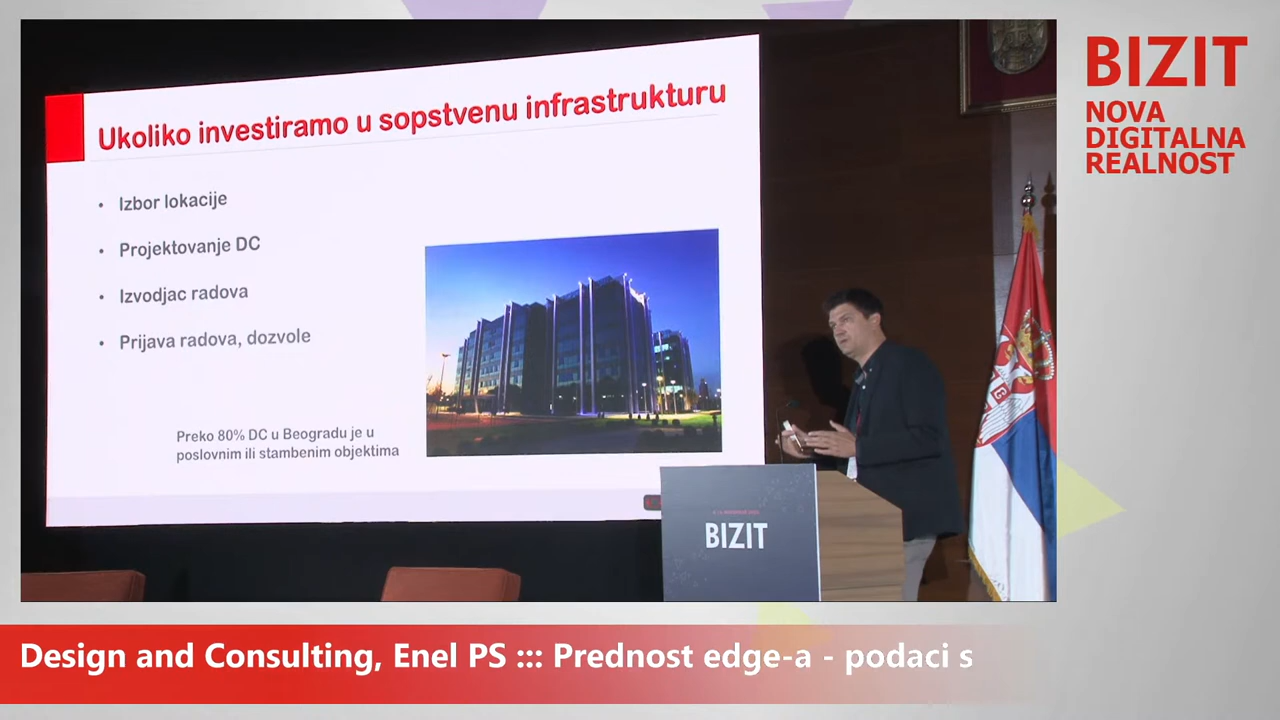 Ukoliko investiramo u sopstvenu infrastrukturu
• Izbor lokacije
• Projektovanje DC
• Izvodjac radova
• Prijava radova, dozvole
Preko 80% DC u Beogradu je u
poslovnim ili stambenim objektima
BIZIT
BIZIT
NOVA
DIGITALNA
REALNOST
Design and Consulting, Enel PS ::: Prednost edge-a - podaci s